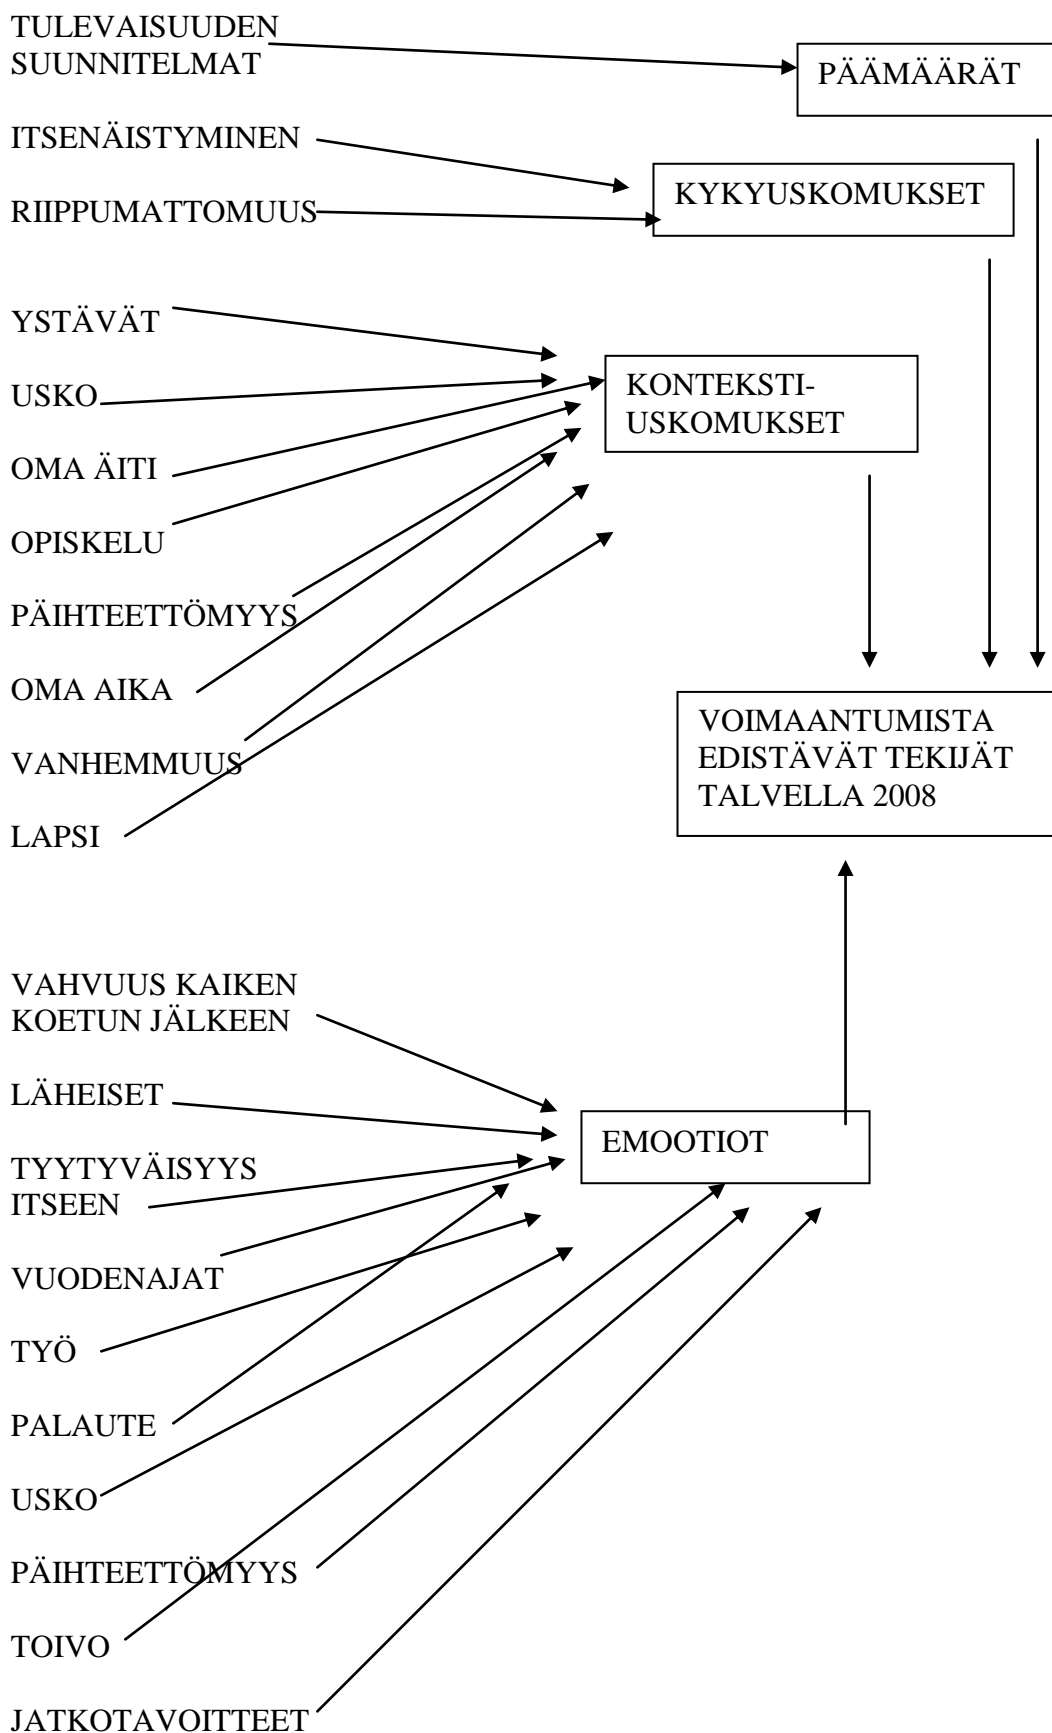 TULEVAISUUDEN
SUUNNITELMAT
PÄÄMÄÄRÄT
ITSENÄISTYMINEN
KYKYUSKOMUKSET
RIIPPUMATTOMUUS
YSTÄVÄT
USKO
KONTEKSTI-
USKOMUKSET
OMA ÄITI
OPISKELU
PÄIHTEETTÖMYYS
OMA AIKA
VANHEMMUUS
LAPSI
VOIMAANTUMISTA
EDISTÄVÄT TEKIJÄT
TALVELLA 2008
VAHVUUS KAIKEN
KOETUN JÄLKEEN
LÄHEISET
EMOOTIOT
TYYTYVÄISYYS
ITSEEN
VUODENAJAT
TYÖ
PALAUTE
USKO
PÄIHTEETTÖMYYS
TOIVO
JATKOTAVOITTEET